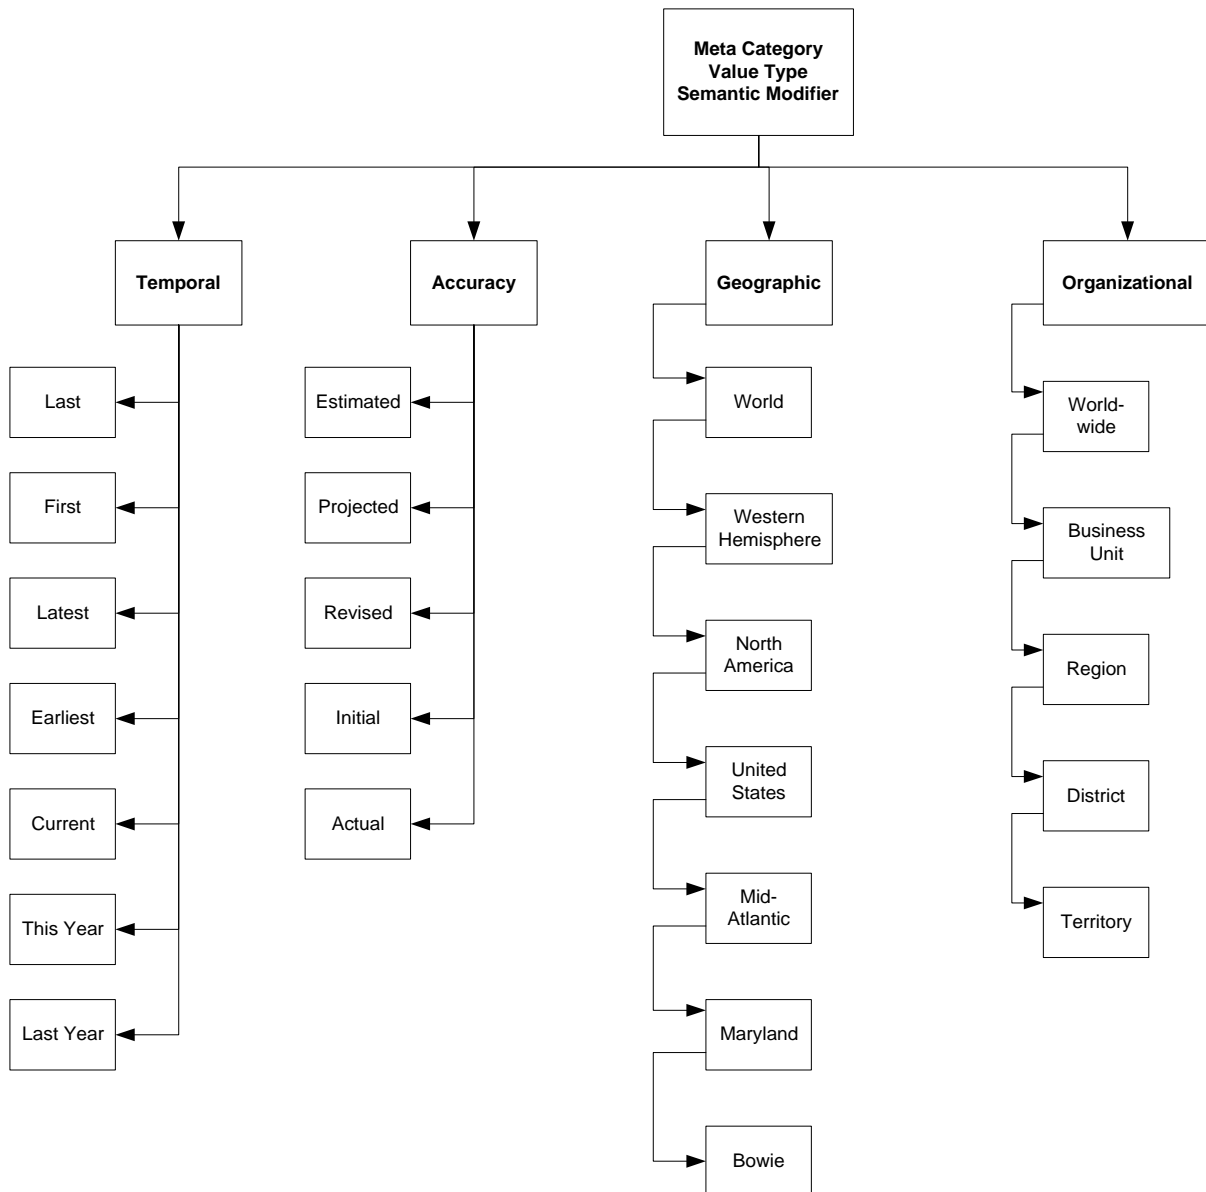 Meta Category
Value Type
Semantic Modifier
Temporal
Accuracy
Geographic
Organizational
Last
First
Latest
Earliest
Current
This Year
Last Year
Estimated
Projected
Revised
Initial
Actual
World
Western
Hemisphere
North
America
United
States
Mid-
Atlantic
Maryland
Bowie
World-
wide
Business
Unit
Region
District
Territory